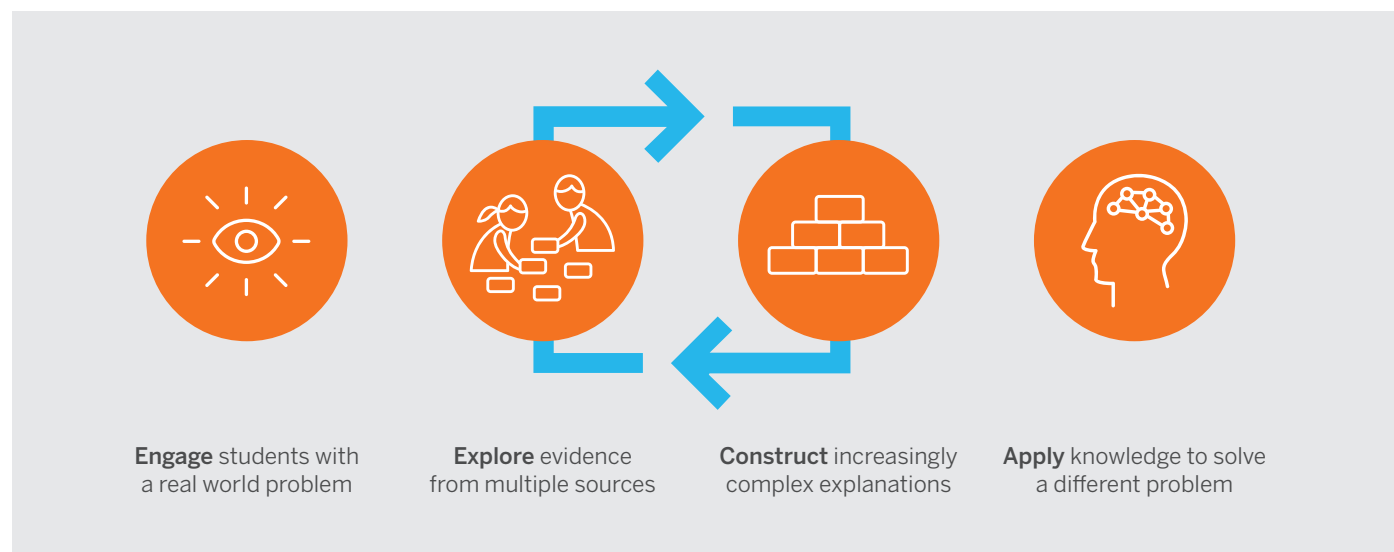 Engage students with
a real world problem
Explore evidence
from multiple sources
Construct increasingly
complex explanations
Apply knowledge to solve
a different problem